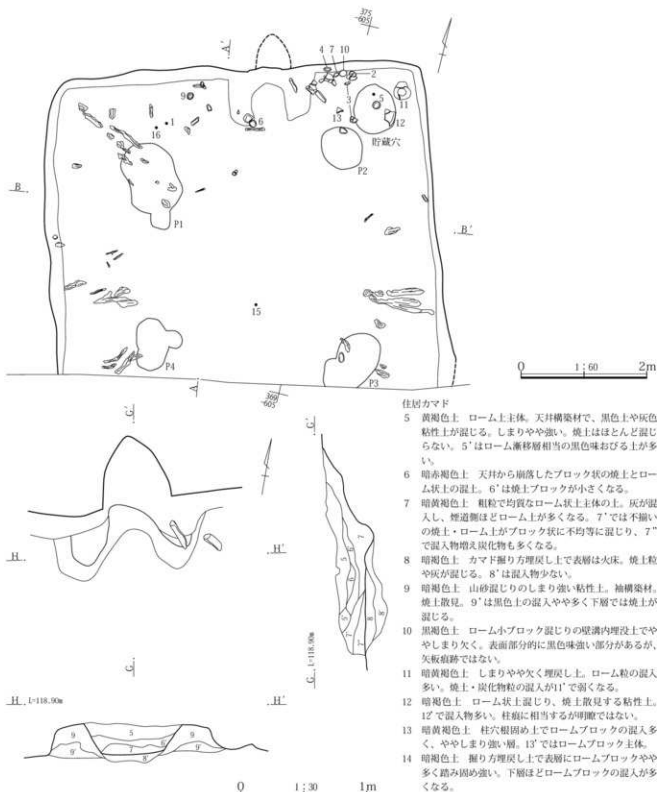 375
605
A'
4 7 10
2
3
9
6
5
11
13
12
1
16
貯蔵穴
P2
B
P1
B'
15
P4
P3
A
369
605
0 1:60 2m
G'
G'
H
H'
7
6
5
6'
5'
7'
7"
8
8'
G
G L=118.90m
H L=118.90m
H'
9
5
9
9'
7
6'
9'
8'
0 1:30 1m
住居カマド
5 黄褐色土 ローム土主体。天井構築材で、黒色土や灰色
粘性土が混じる。しまりやや強い。焼土はほとんど混じ
らない。5'はローム漸移層相当の黒色味おびる土が多
い。
6 暗赤褐色土 天井から崩落したブロック状の焼土とロー
ム状土の混土。6'は焼土ブロックが小さくなる。
7 暗黄褐色土 粗粒で均質なローム状土主体の土。灰が混
入し、煙道側ほどローム土が多くなる。7'では不揃い
の焼土・ローム土がブロック状に不均等に混じり、7"
で混入物増え炭化物も多くなる。
8 暗褐色土 カマド掘り方埋戻し土で表層は火床。焼土粒
や灰が混じる。8'は混入物少ない。
9 暗褐色土 山砂混じりのしまり強い粘性土。袖構築材。
焼土散見。9'は黒色土の混入やや多く下層では焼土が
混じる。
10 黒褐色土 ローム小ブロック混じりの壁溝内埋没土でや
やしまり欠く。表面部分的に黒色味強い部分があるが、
矢板痕跡ではない。
11 暗黄褐色土 しまりやや欠く埋戻し土。ローム粒の混入
多い。焼土・炭化物粒の混入が11'で弱くなる。
12 暗褐色土 ローム状土混じり、焼土散見する粘性土。
12'で混入物多い。柱痕に相当するが明瞭ではない。
13 暗黄褐色土 柱穴根固め土でロームブロックの混入多
く、ややしまり強い層。13'ではロームブロック主体。
14 暗褐色土 掘り方埋戻し土で表層にロームブロックやや
多く踏み固め強い。下層ほどロームブロックの混入が多
くなる。